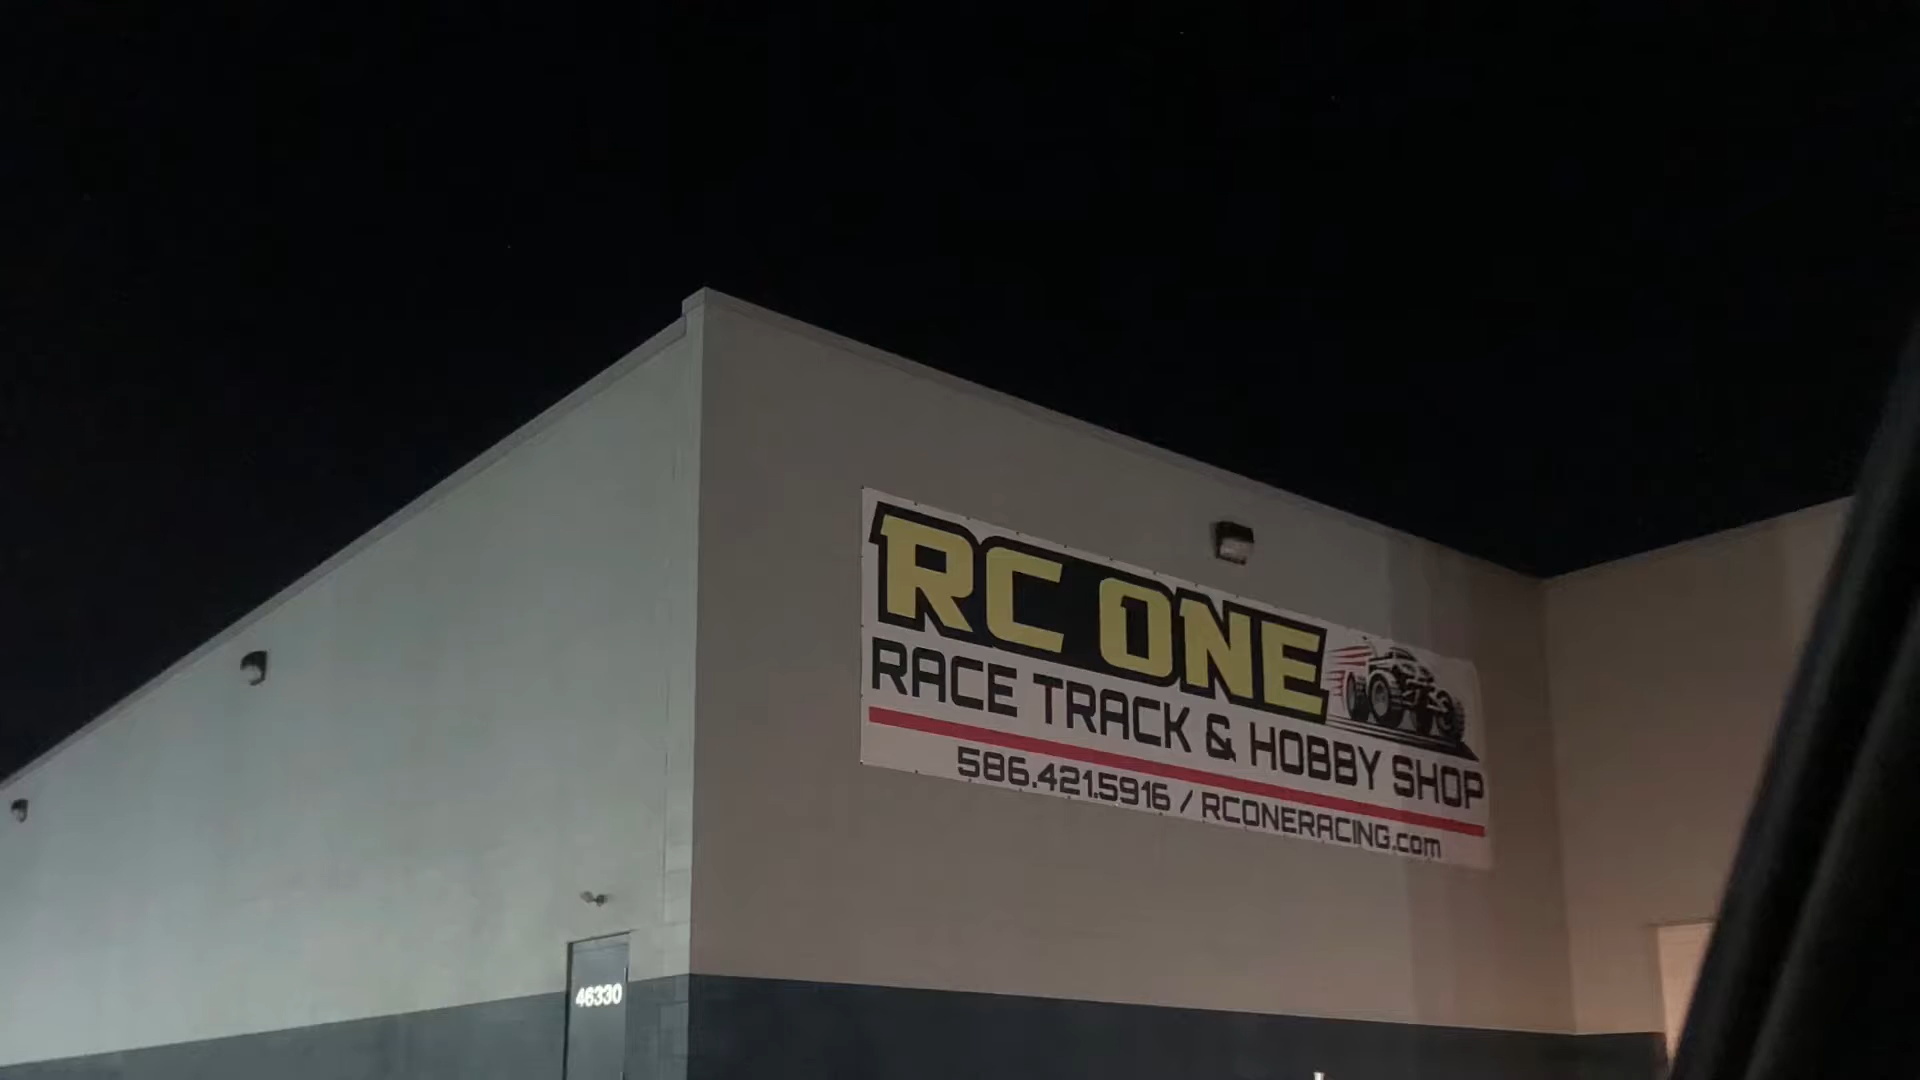 RC ONE
RACE TRACK & HOBBY SHOP
586.421.5916 / RCONERACING.com
46330